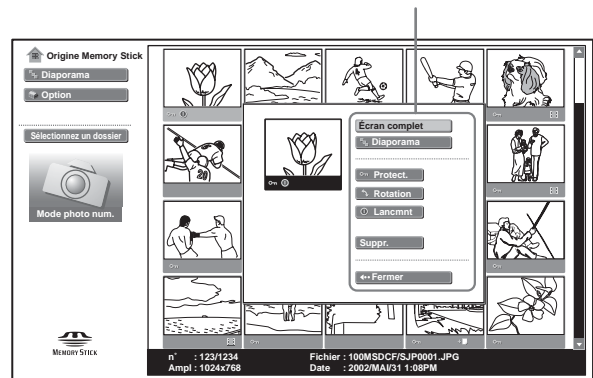 Origine Memory Stick
Diaporama
Option
Sélectionnez un dossier
Mode photo num.
MEMORY STICK
20
Écran complet
Diaporama
Protect.
Rotation
Lancmnt
Suppr.
Fermer
n° : 123/1234
Ampl : 1024x768
Fichier : 100MSDCF/SJP0001.JPG
Date : 2002/MAI/31 1:08PM